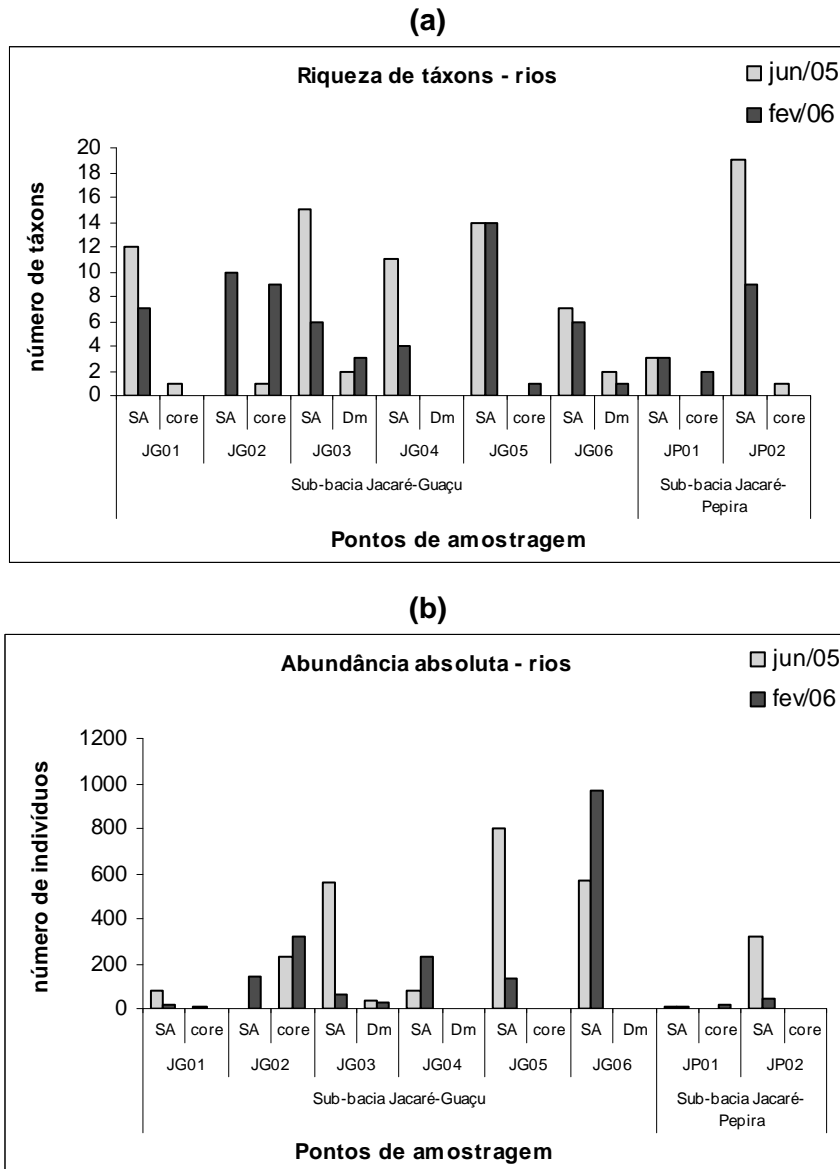 (a)
Riqueza de táxons - rios
jun/05
fev/06
número de táxons
20
18
16
14
12
10
8
6
4
2
0
SA core SA core SA Dm SA Dm SA core SA Dm SA core SA core
JG01 JG02 JG03 JG04 JG05 JG06 JP01 JP02
Sub-bacia Jacaré-Guaçu
Sub-bacia Jacaré-
Pepira
Pontos de amostragem
(b)
Abundância absoluta - rios
jun/05
fev/06
número de indivíduos
1200
1000
800
600
400
200
0
SA core SA core SA Dm SA Dm SA core SA Dm SA core SA core
JG01 JG02 JG03 JG04 JG05 JG06 JP01 JP02
Sub-bacia Jacaré-Guaçu
Sub-bacia Jacaré-
Pepira
Pontos de amostragem